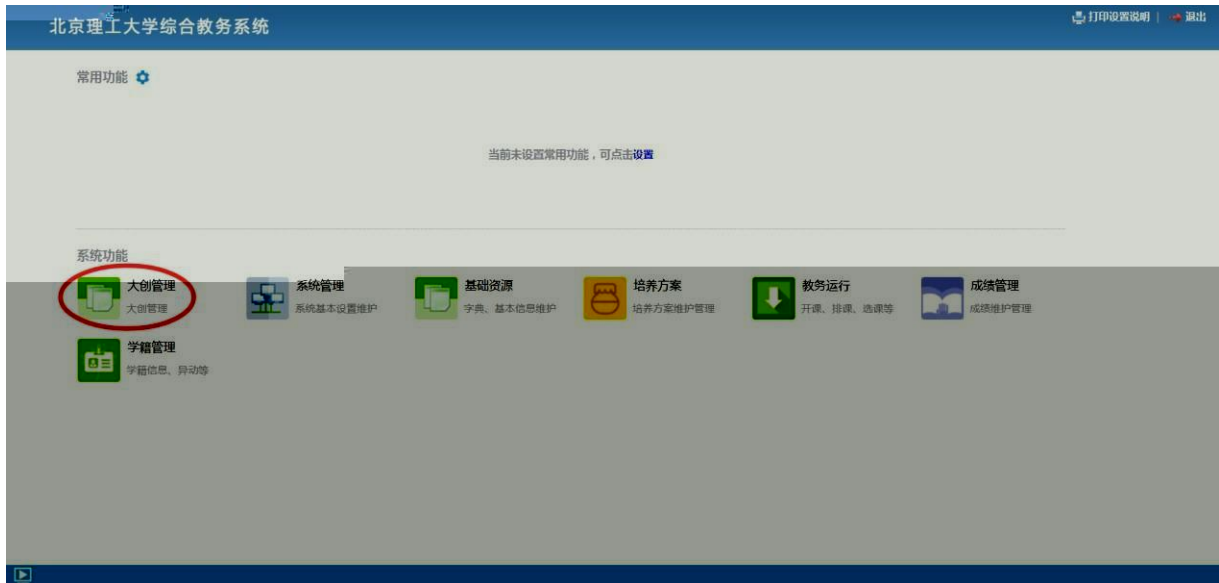 北京理工大学综合教务系统
打印设置说明 | 退出
常用功能
当前未设置常用功能，可点击设置
系统功能
大创管理
大创管理
系统管理
系统基本设置维护
基础资源
字典、基本信息维护
培养方案
培养方案维护管理
教务运行
开课、排课、选课等
成绩管理
成绩维护管理
学籍管理
学籍信息、异动等